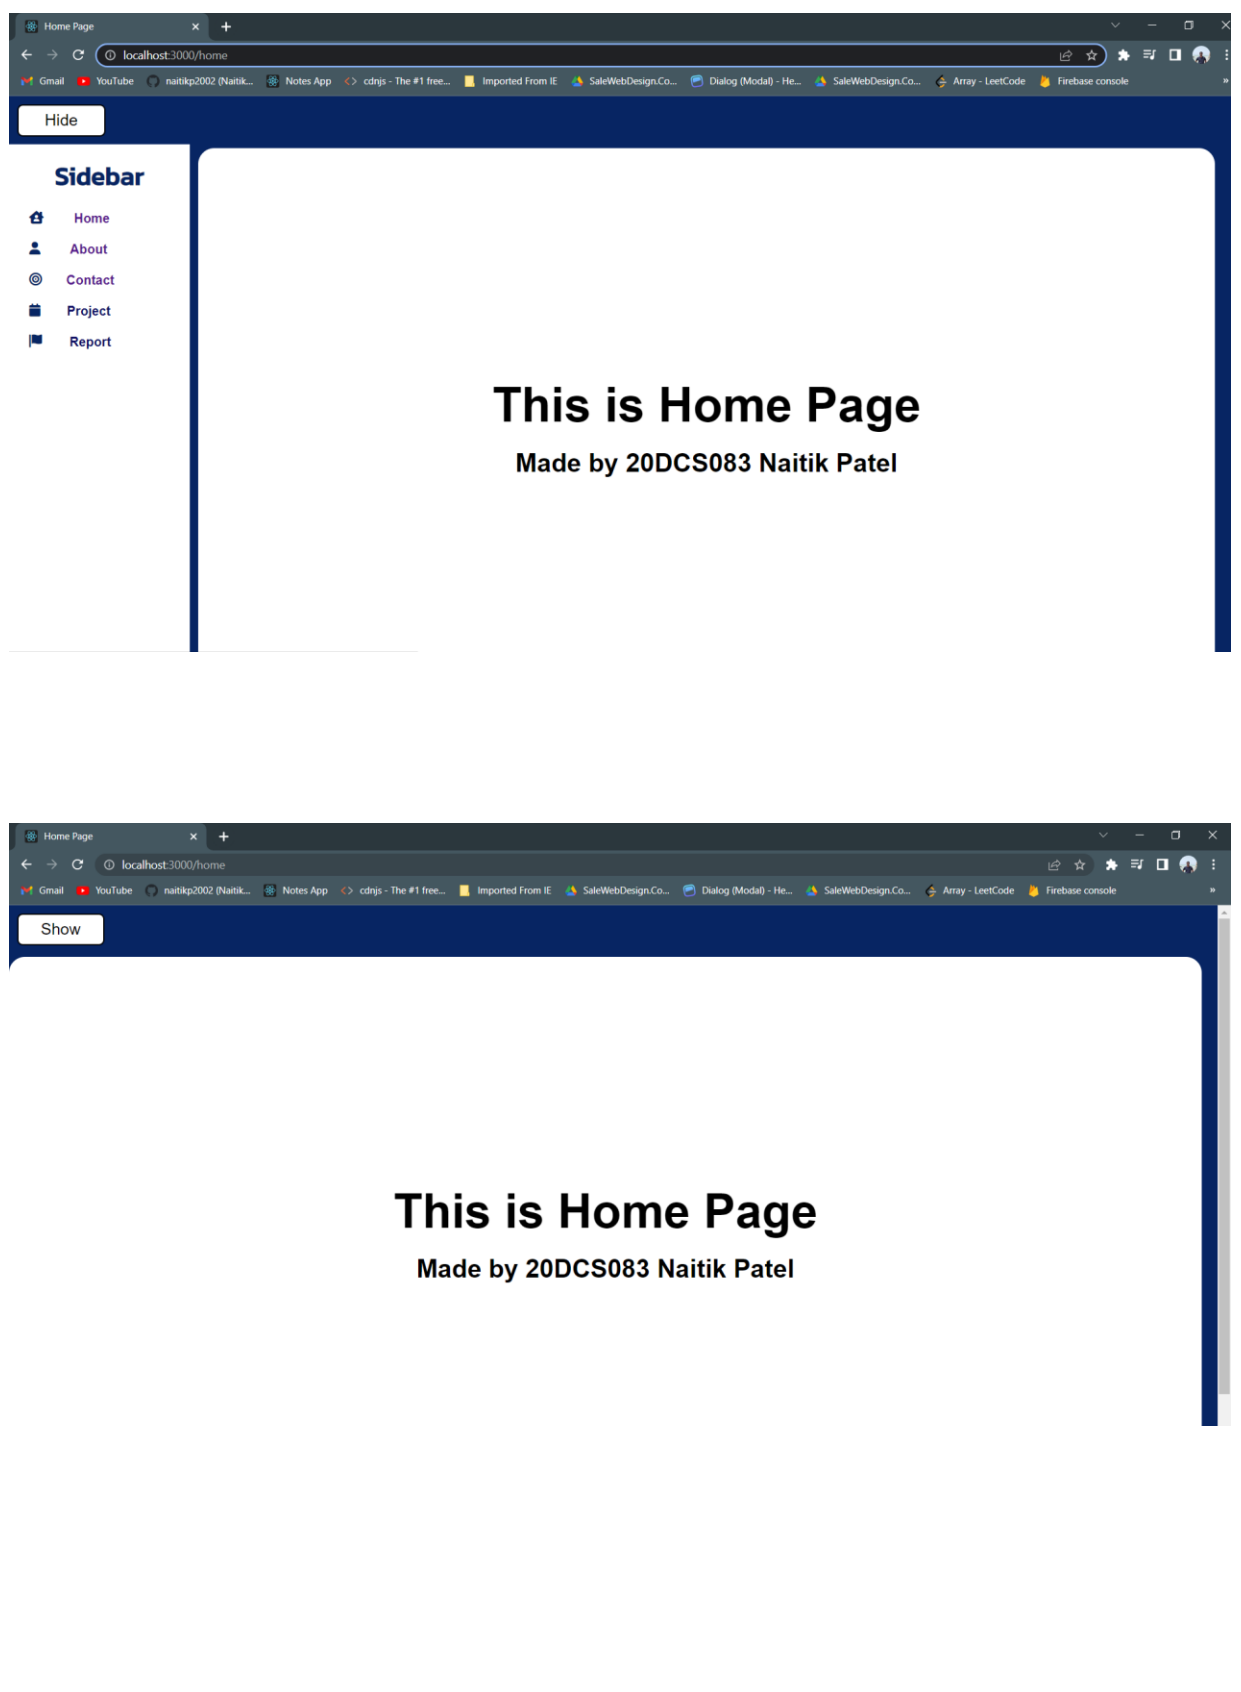 Home Page
localhost:3000/home
Gmail YouTube naitikp2002 (Naitik... Notes App cdnjs - The #1 free... Imported From IE SaleWebDesign.Co... Dialog (Modal) - He... SaleWebDesign.Co... Array - LeetCode Firebase console »
Hide
Sidebar
Home
About
Contact
Project
Report
This is Home Page
Made by 20DCS083 Naitik Patel
Home Page
localhost:3000/home
Gmail YouTube naitikp2002 (Naitik... Notes App cdnjs - The #1 free... Imported From IE SaleWebDesign.Co... Dialog (Modal) - He... SaleWebDesign.Co... Array - LeetCode Firebase console »
Show
This is Home Page
Made by 20DCS083 Naitik Patel